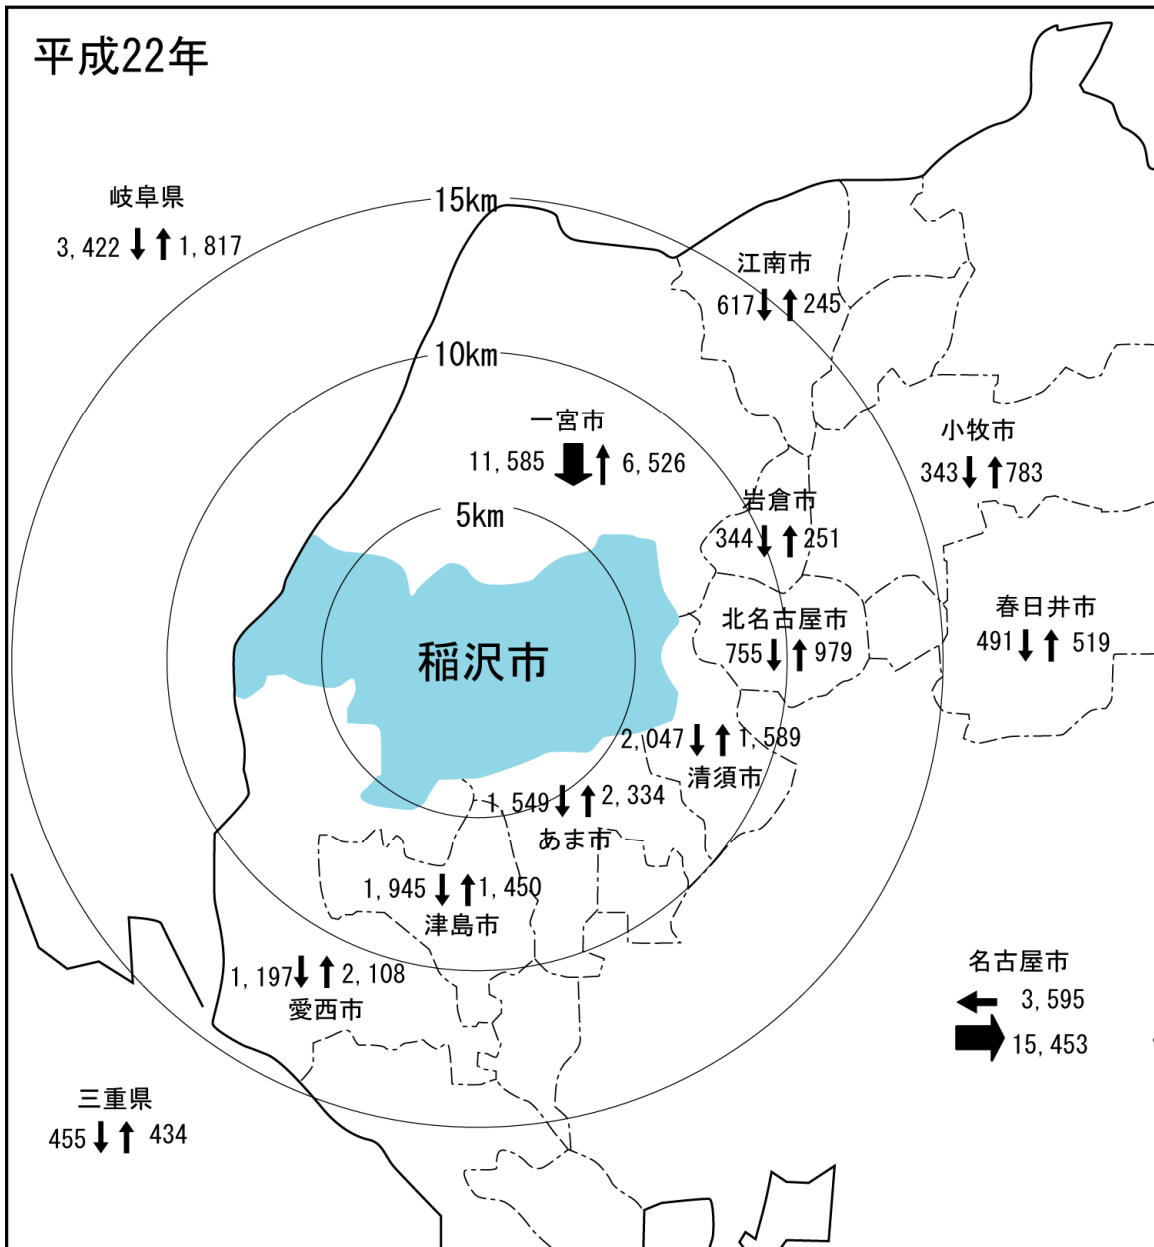 平成22年
岐阜県
3,422 1,817
15km
江南市
617 245
10km
一宮市
11,585 6,526
小牧市
343 783
5km
岩倉市
344 251
稲沢市
北名古屋市
755 979
春日井市
491 519
2,047 1,589
清須市
1,549 2,334
あま市
1,945 1,450
津島市
1,197 2,108
愛西市
名古屋市
3,595
15,453
三重県
455 434